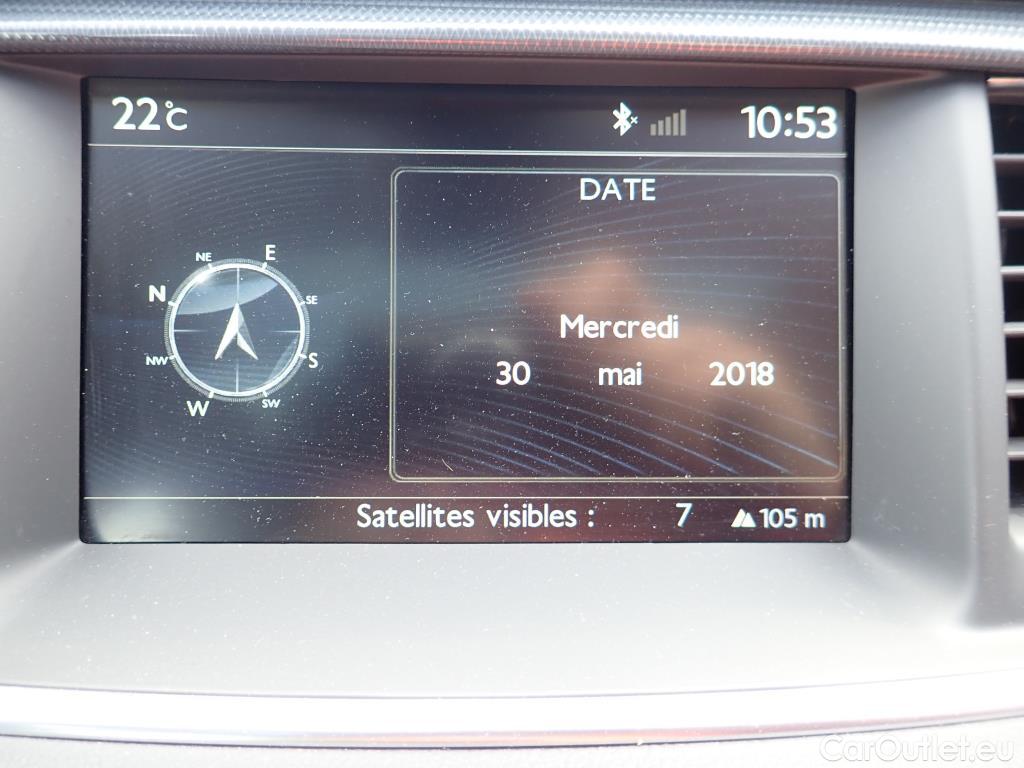 22°C 10:53
DATE
NE E
N SE
Mercredi
NW S
30 mai 2018
W SW
Satellites visibles : 7 105 m
CarOutlet.eu